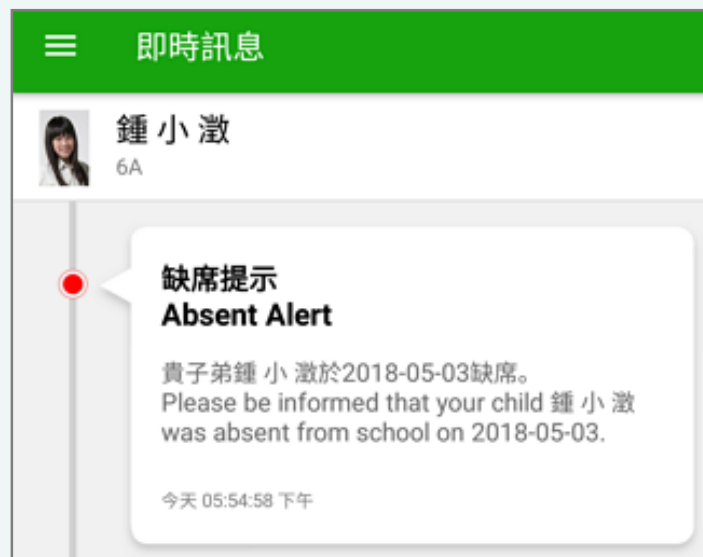 即時訊息
鍾 小 澂
6A
缺席提示
Absent Alert
貴子弟鍾 小 澂於2018-05-03缺席。
Please be informed that your child 鍾 小 澂
was absent from school on 2018-05-03.
今天 05:54:58 下午